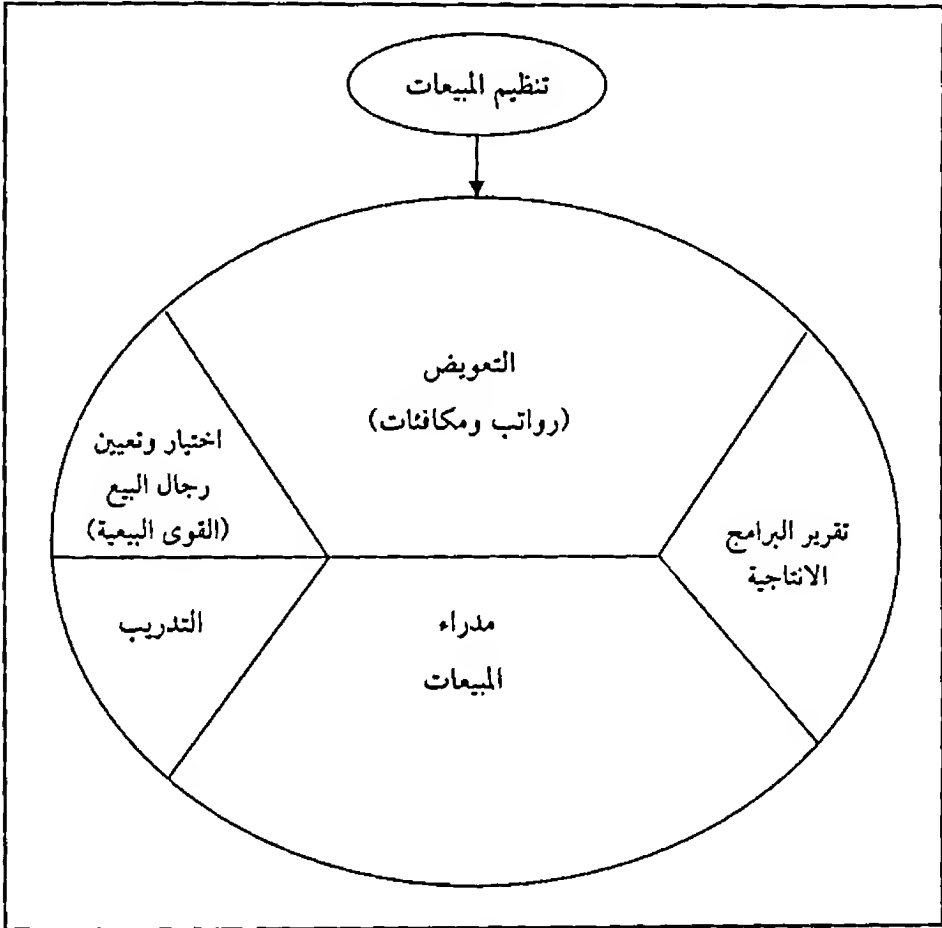 تنظيم المبيعات
التعويض
(رواتب ومكافئات)
تقرير البرامج
الانتاجية
اختيار وتعيين
رجال البيع
(القوى البيعية)
مدراء
المبيعات
التدريب